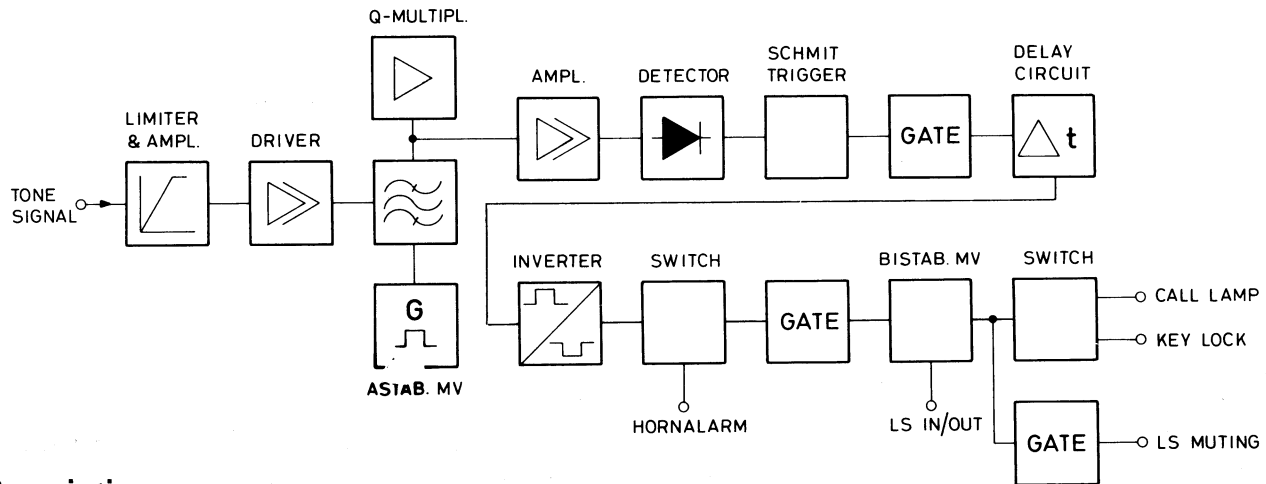 Q-MULTIPL.
LIMITER
& AMPL.
DRIVER
AMPL.
DETECTOR
SCHMIT
TRIGGER
DELAY
CIRCUIT
GATE
t
TONE
SIGNAL
G
ASTAB. MV
INVERTER
SWITCH
GATE
BISTAB. MV
SWITCH
CALL LAMP
KEY LOCK
HORNALARM
LS IN/OUT
GATE
LS MUTING